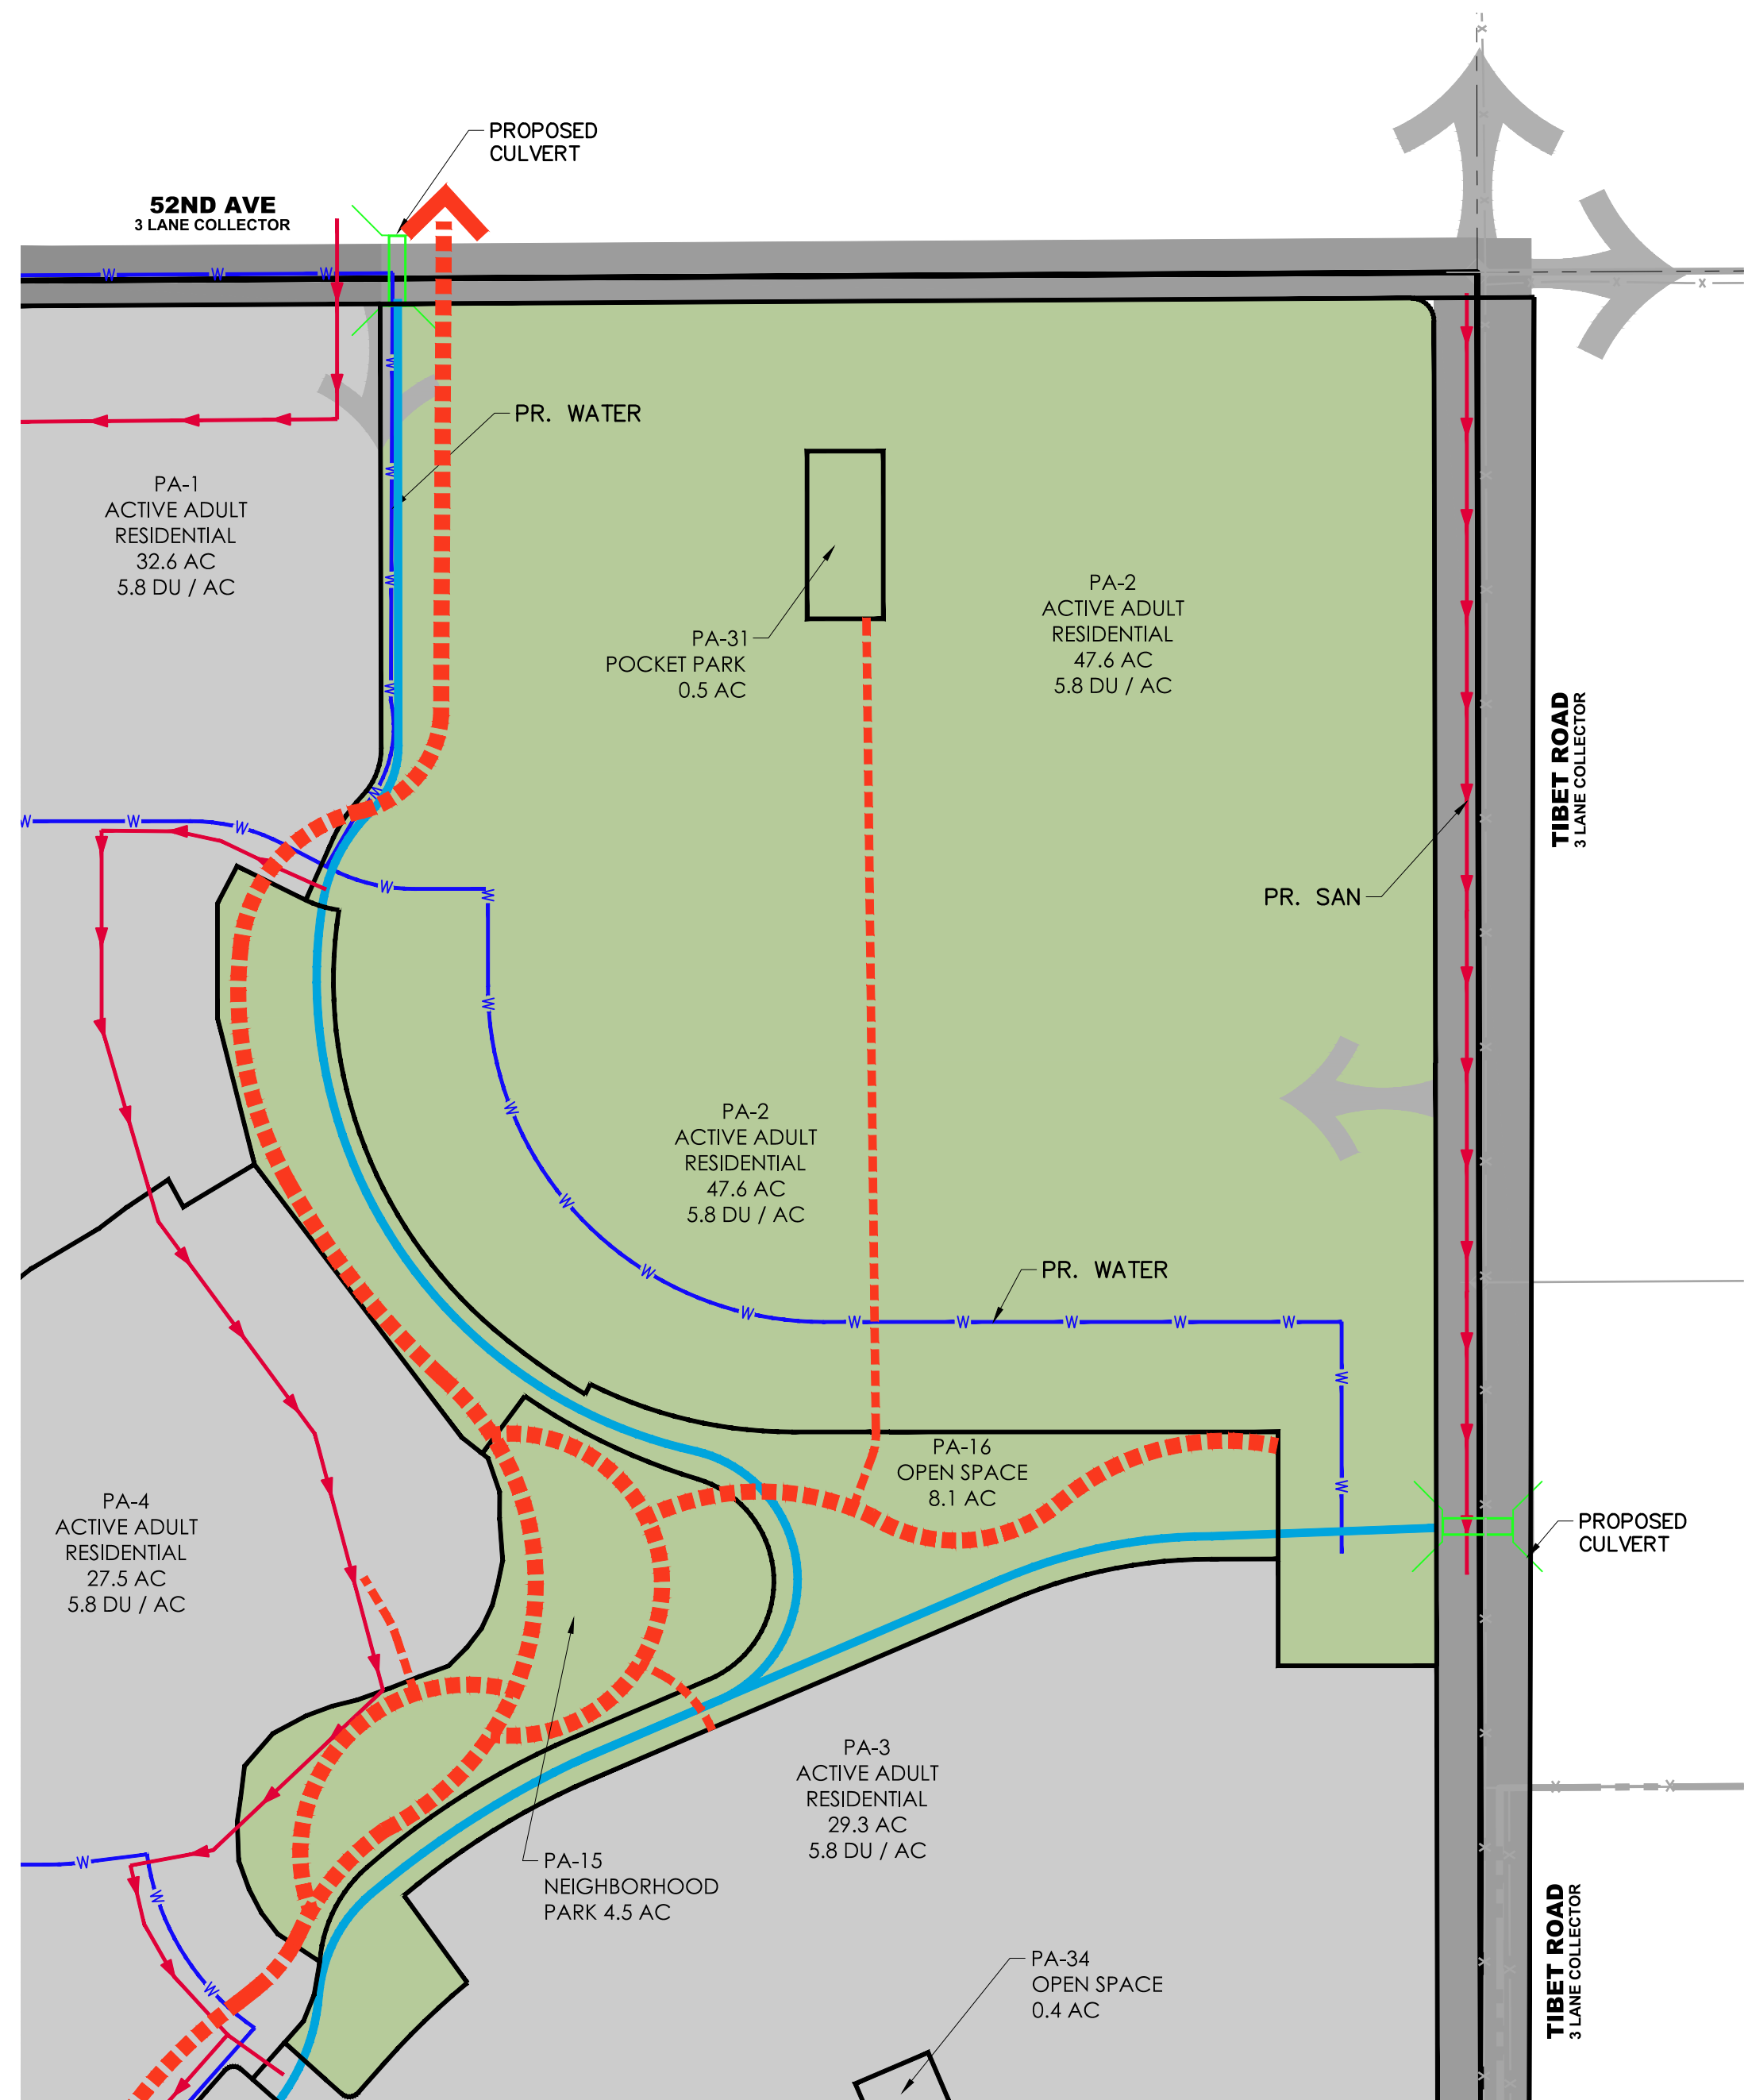 PROPOSED
CULVERT
52ND AVE
3 LANE COLLECTOR
W W W
PR. WATER
PA-1
ACTIVE ADULT
RESIDENTIAL
32.6 AC
5.8 DU / AC
PA-31
POCKET PARK
0.5 AC
PA-2
ACTIVE ADULT
RESIDENTIAL
47.6 AC
5.8 DU / AC
TIBET ROAD
3 LANE COLLECTOR
PR. SAN
PA-2
ACTIVE ADULT
RESIDENTIAL
47.6 AC
5.8 DU / AC
PR. WATER
W W W W W
PA-16
OPEN SPACE
8.1 AC
PA-4
ACTIVE ADULT
RESIDENTIAL
27.5 AC
5.8 DU / AC
PROPOSED
CULVERT
PA-3
ACTIVE ADULT
RESIDENTIAL
29.3 AC
5.8 DU / AC
PA-15
NEIGHBORHOOD
PARK 4.5 AC
TIBET ROAD
3 LANE COLLECTOR
PA-34
OPEN SPACE
0.4 AC